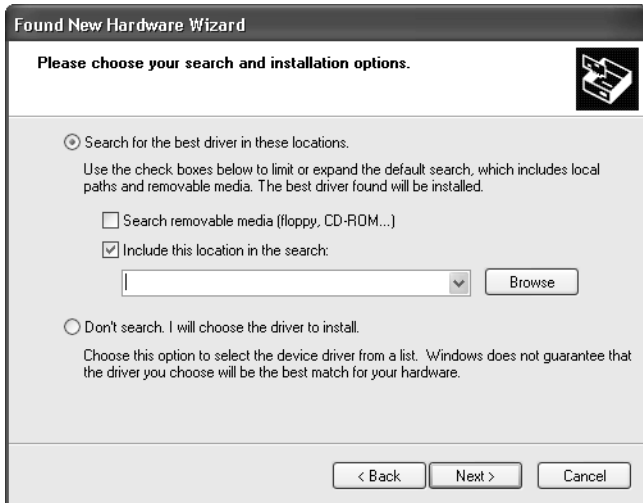 Found New Hardware Wizard
Please choose your search and installation options.
Search for the best driver in these locations.
Use the check boxes below to limit or expand the default search, which includes local
paths and removable media. The best driver found will be installed.
Search removable media (floppy, CD-ROM...)
Include this location in the search:
Browse
Don't search. I will choose the driver to install.
Choose this option to select the device driver from a list. Windows does not guarantee that
the driver you choose will be the best match for your hardware.
< Back
Next >
Cancel